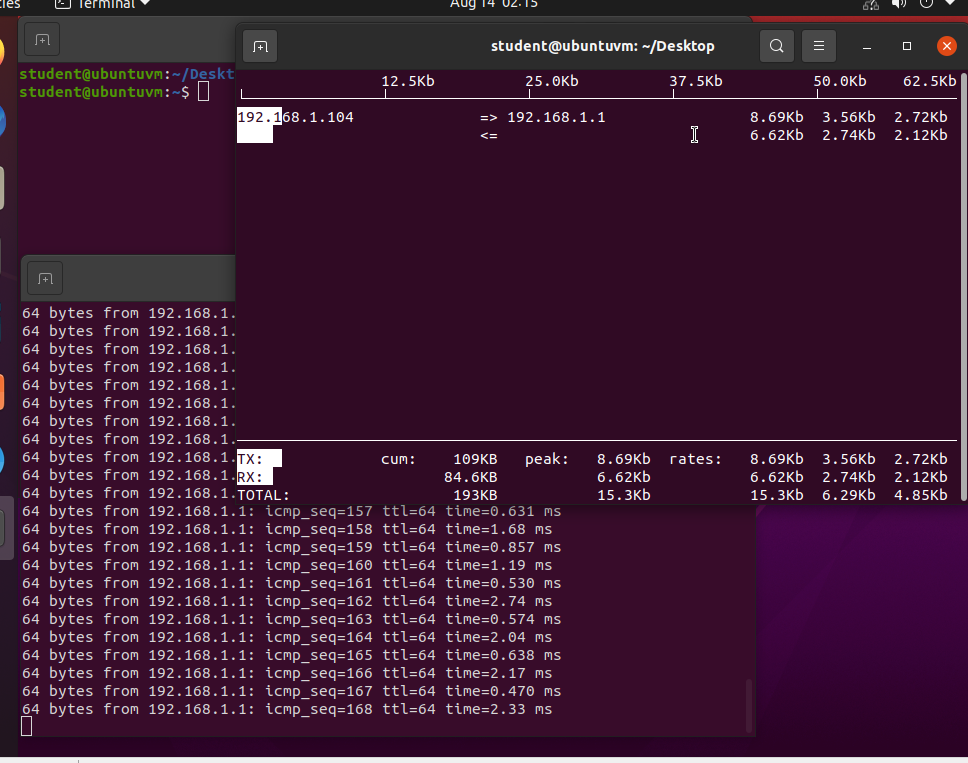 ies Terminal Aug 14 02:15
student@ubuntuvm:~/Deskt
student@ubuntuvm:~$
student@ubuntuvm: ~/Desktop
12.5Kb 25.0Kb 37.5Kb 50.0Kb 62.5Kb
192.168.1.104 => 192.168.1.1 8.69Kb 3.56Kb 2.72Kb
<= 6.62Kb 2.74Kb 2.12Kb
TX: cum: 109KB peak: 8.69Kb rates: 8.69Kb 3.56Kb 2.72Kb
RX: 84.6KB 6.62Kb 6.62Kb 2.74Kb 2.12Kb
TOTAL: 193KB 15.3Kb 15.3Kb 6.29Kb 4.85Kb
64 bytes from 192.168.1.
64 bytes from 192.168.1.
64 bytes from 192.168.1.
64 bytes from 192.168.1.
64 bytes from 192.168.1.
64 bytes from 192.168.1.
64 bytes from 192.168.1.
64 bytes from 192.168.1.
64 bytes from 192.168.1.
64 bytes from 192.168.1.
64 bytes from 192.168.1.
64 bytes from 192.168.1.1: icmp_seq=157 ttl=64 time=0.631 ms
64 bytes from 192.168.1.1: icmp_seq=158 ttl=64 time=1.68 ms
64 bytes from 192.168.1.1: icmp_seq=159 ttl=64 time=0.857 ms
64 bytes from 192.168.1.1: icmp_seq=160 ttl=64 time=1.19 ms
64 bytes from 192.168.1.1: icmp_seq=161 ttl=64 time=0.530 ms
64 bytes from 192.168.1.1: icmp_seq=162 ttl=64 time=2.74 ms
64 bytes from 192.168.1.1: icmp_seq=163 ttl=64 time=0.574 ms
64 bytes from 192.168.1.1: icmp_seq=164 ttl=64 time=2.04 ms
64 bytes from 192.168.1.1: icmp_seq=165 ttl=64 time=0.638 ms
64 bytes from 192.168.1.1: icmp_seq=166 ttl=64 time=2.17 ms
64 bytes from 192.168.1.1: icmp_seq=167 ttl=64 time=0.470 ms
64 bytes from 192.168.1.1: icmp_seq=168 ttl=64 time=2.33 ms